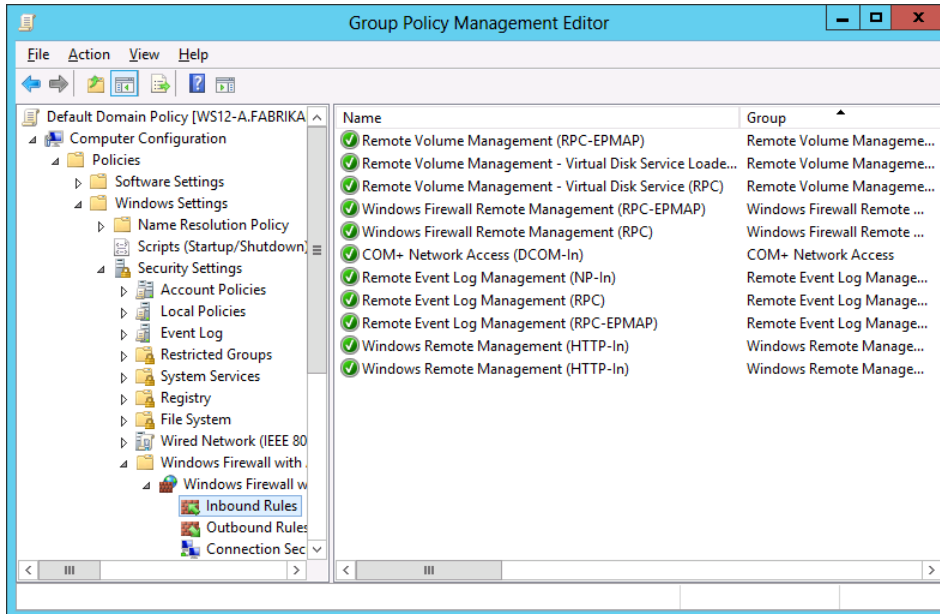 Group Policy Management Editor
File Action View Help
Default Domain Policy [WS12-A.FABRIKA
Computer Configuration
Policies
Software Settings
Windows Settings
Name Resolution Policy
Scripts (Startup/Shutdown)
Security Settings
Account Policies
Local Policies
Event Log
Restricted Groups
System Services
Registry
File System
Wired Network (IEEE 80
Windows Firewall with
Windows Firewall w
Inbound Rules
Outbound Rules
Connection Sec
Name Group
Remote Volume Management (RPC-EPMAP) Remote Volume Manageme...
Remote Volume Management - Virtual Disk Service Loade... Remote Volume Manageme...
Remote Volume Management - Virtual Disk Service (RPC) Remote Volume Manageme...
Windows Firewall Remote Management (RPC-EPMAP) Windows Firewall Remote ...
Windows Firewall Remote Management (RPC) Windows Firewall Remote ...
COM+ Network Access (DCOM-In) COM+ Network Access
Remote Event Log Management (NP-In) Remote Event Log Manage...
Remote Event Log Management (RPC) Remote Event Log Manage...
Remote Event Log Management (RPC-EPMAP) Remote Event Log Manage...
Windows Remote Management (HTTP-In) Windows Remote Manage...
Windows Remote Management (HTTP-In) Windows Remote Manage...